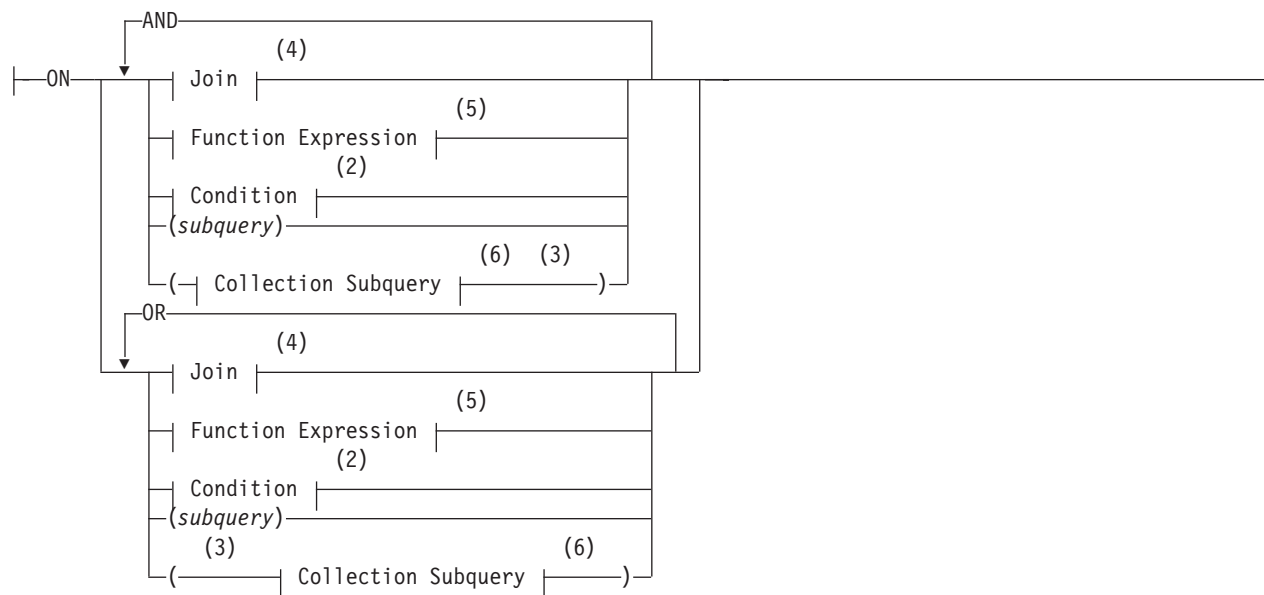 AND
(4)
ON Join
(5)
Function Expression
(2)
Condition
(subquery)
(6) (3)
( Collection Subquery )
OR
(4)
Join
(5)
Function Expression
(2)
Condition
(subquery)
(3) (6)
( Collection Subquery )